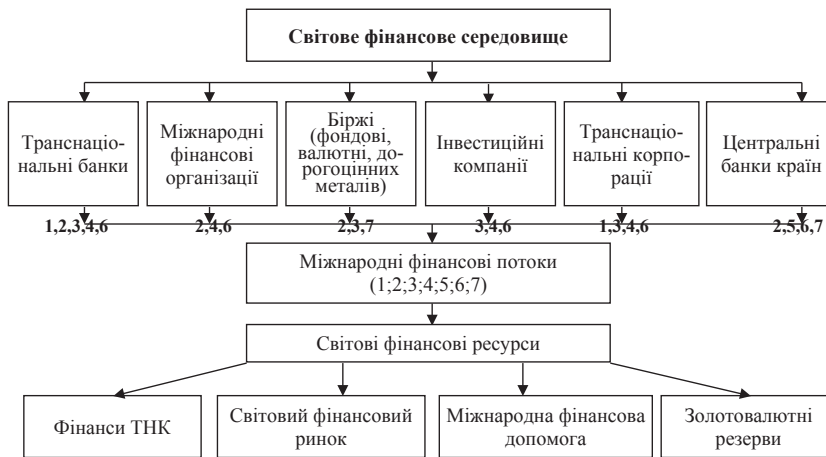 Світове фінансове середовище
Транснаціо-
нальні банки
Міжнародні
фінансові
організації
Біржі
(фондові,
валютні, до-
рогоцінних
металів)
Інвестиційні
компанії
Транснаціо-
нальні корпо-
рації
Центральні
банки країн
1,2,3,4,6
2,4,6
2;3,7
3,4,6
1,3,4,6
2,5,6,7
Міжнародні фінансові потоки
(1;2;3;4;5;6;7)
Світові фінансові ресурси
Фінанси ТНК
Світовий фінансовий
ринок
Міжнародна фінансова
допомога
Золотовалютні
резерви